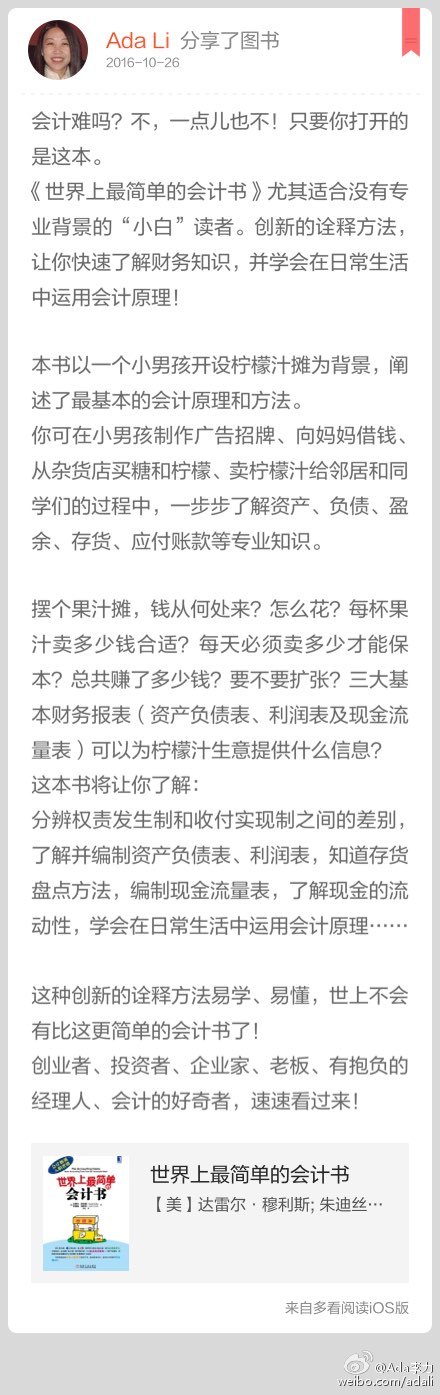 Ada Li 分享了图书
2016-10-26
会计难吗？不，一点儿也不！只要你打开的
是这本。
《世界上最简单的会计书》尤其适合没有专
业背景的“小白”读者。创新的诠释方法，
让你快速了解财务知识，并学会在日常生活
中运用会计原理！
本书以一个小男孩开设柠檬汁摊为背景，阐
述了最基本的会计原理和方法。
你可在小男孩制作广告招牌、向妈妈借钱、
从杂货店买糖和柠檬、卖柠檬汁给邻居和同
学们的过程中，一步步了解资产、负债、盈
余、存货、应付账款等专业知识。
摆个果汁摊，钱从何处来？怎么花？每杯果
汁卖多少钱合适？每天必须卖多少才能保
本？总共赚了多少钱？要不要扩张？三大基
本财务报表（资产负债表、利润表及现金流
量表）可以为柠檬汁生意提供什么信息？
这本书将让你了解：
分辨权责发生制和收付实现制之间的差别，
了解并编制资产负债表、利润表，知道存货
盘点方法，编制现金流量表，了解现金的流
动性，学会在日常生活中运用会计原理……
这种创新的诠释方法易学、易懂，世上不会
有比这更简单的会计书了！
创业者、投资者、企业家、老板、有抱负的
经理人、会计的好奇者，速速看过来！
世界上最简单的
会计书
世界上最简单的会计书
【美】达雷尔·穆利斯; 朱迪丝…
来自多看阅读iOS版
@Ada李力
weibo.com/adali